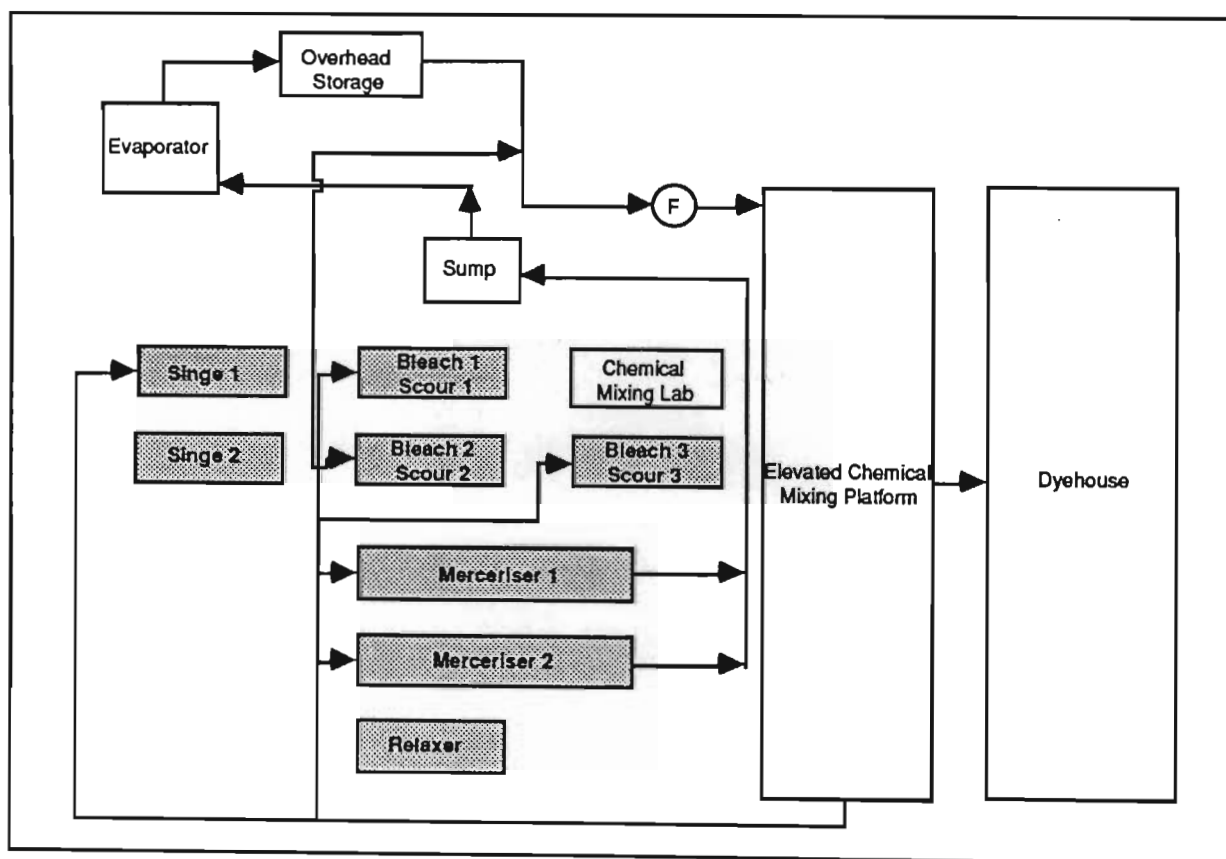 Overhead
Storage
Evaporator
F
Sump
Singe 1
Bleach 1
Scour 1
Chemical
Mixing Lab
Singe 2
Bleach 2
Scour 2
Bleach 3
Scour 3
Elevated Chemical
Mixing Platform
Dyehouse
Merceriser 1
Merceriser 2
Relaxer